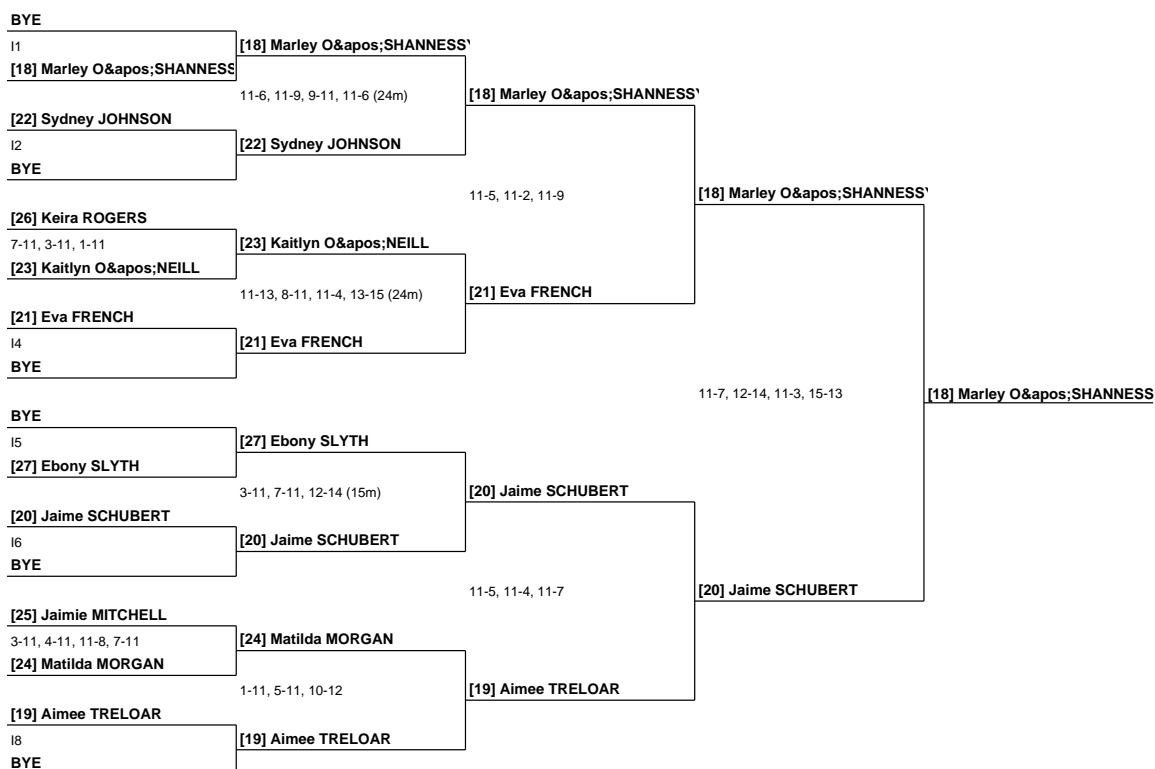 BYE
I1
[18] Marley O&apos;SHANNESS
[22] Sydney JOHNSON
I2
BYE
[26] Keira ROGERS
7-11, 3-11, 1-11
[23] Kaitlyn O&apos;NEILL
[21] Eva FRENCH
I4
BYE
BYE
I5
[27] Ebony SLYTH
[20] Jaime SCHUBERT
I6
BYE
[25] Jaimie MITCHELL
3-11, 4-11, 11-8, 7-11
[24] Matilda MORGAN
[19] Aimee TRELOAR
I8
BYE
[18] Marley O&apos;SHANNESSY
11-6, 11-9, 9-11, 11-6 (24m)
[22] Sydney JOHNSON
[23] Kaitlyn O&apos;NEILL
11-13, 8-11, 11-4, 13-15 (24m)
[21] Eva FRENCH
[27] Ebony SLYTH
3-11, 7-11, 12-14 (15m)
[20] Jaime SCHUBERT
[24] Matilda MORGAN
1-11, 5-11, 10-12
[19] Aimee TRELOAR
[18] Marley O&apos;SHANNESSY
11-5, 11-2, 11-9
[21] Eva FRENCH
[20] Jaime SCHUBERT
11-5, 11-4, 11-7
[19] Aimee TRELOAR
[18] Marley O&apos;SHANNESSY
11-7, 12-14, 11-3, 15-13
[20] Jaime SCHUBERT
[18] Marley O&apos;SHANNESS